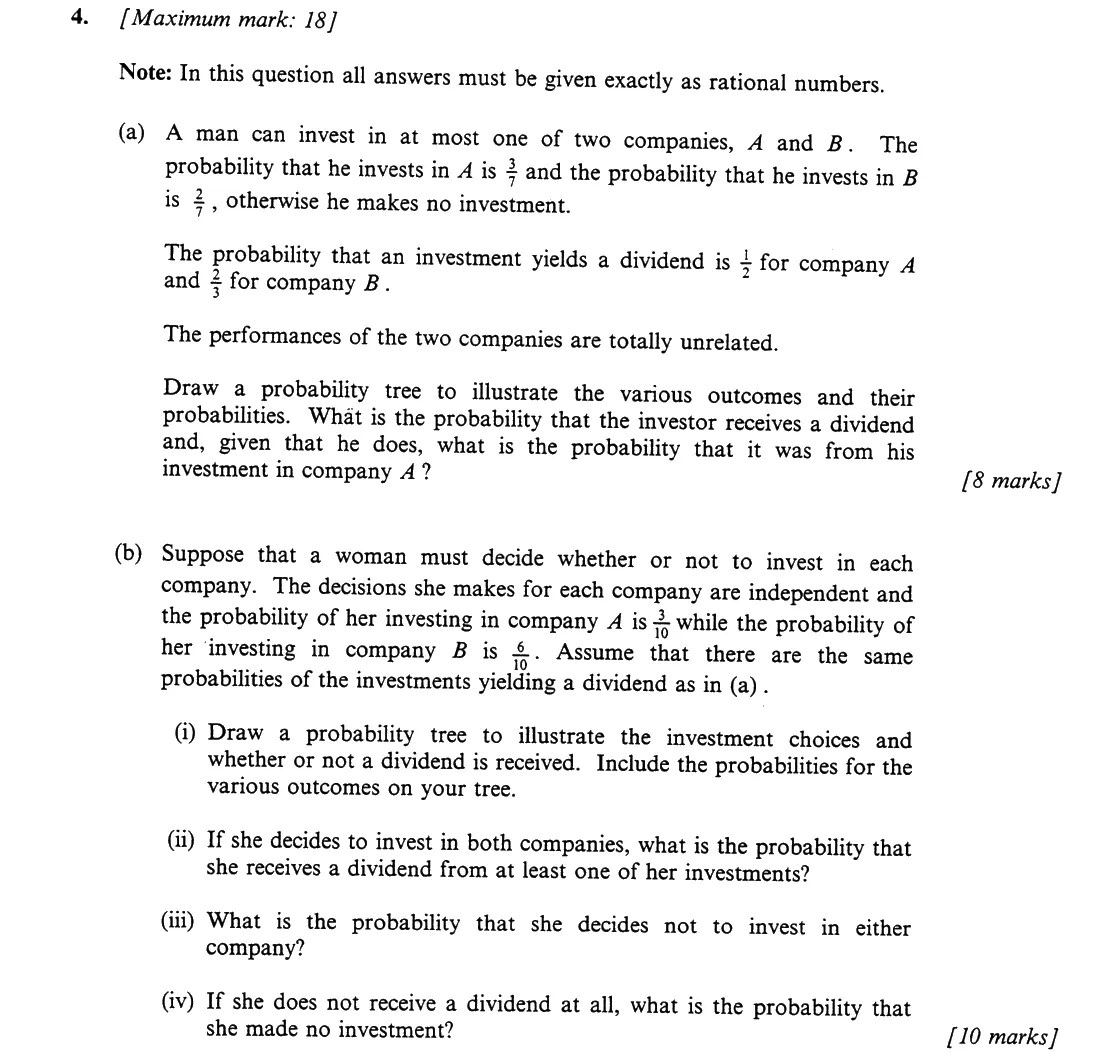 4. [Maximum mark: 18]
Note: In this question all answers must be given exactly as rational numbers.
(a) A man can invest in at most one of two companies, A and B. The
probability that he invests in A is 3/7 and the probability that he invests in B
is 2/7, otherwise he makes no investment.
The probability that an investment yields a dividend is 1/2 for company A
and 2/3 for company B.
The performances of the two companies are totally unrelated.
Draw a probability tree to illustrate the various outcomes and their
probabilities. What is the probability that the investor receives a dividend
and, given that he does, what is the probability that it was from his
investment in company A?
[8 marks]
(b) Suppose that a woman must decide whether or not to invest in each
company. The decisions she makes for each company are independent and
the probability of her investing in company A is 3/10 while the probability of
her investing in company B is 6/10. Assume that there are the same
probabilities of the investments yielding a dividend as in (a).
(i) Draw a probability tree to illustrate the investment choices and
whether or not a dividend is received. Include the probabilities for the
various outcomes on your tree.
(ii) If she decides to invest in both companies, what is the probability that
she receives a dividend from at least one of her investments?
(iii) What is the probability that she decides not to invest in either
company?
(iv) If she does not receive a dividend at all, what is the probability that
she made no investment?
[10 marks]